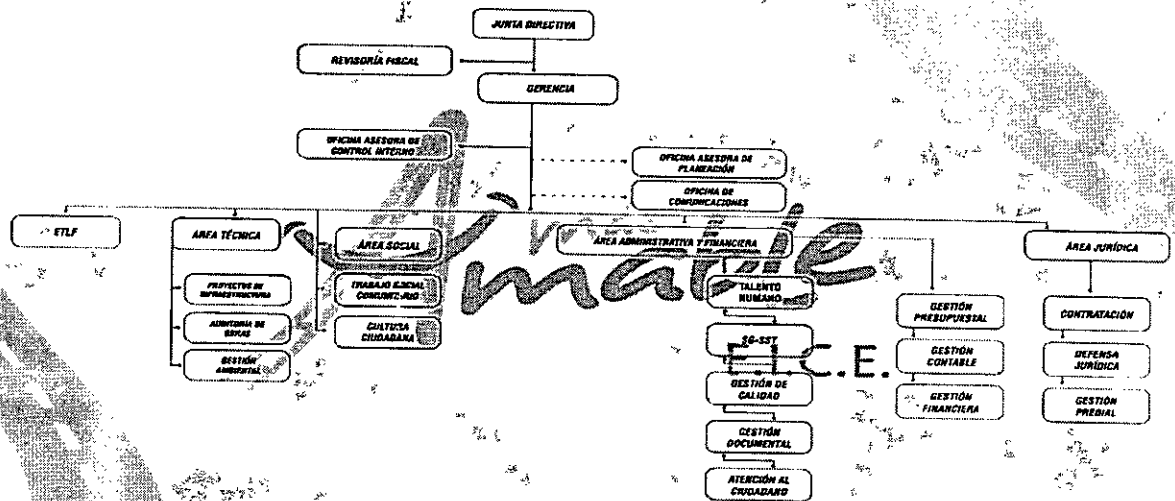 JUNTA DIRECTIVA
REVISORÍA FISCAL
GERENCIA
OFICINA ASESORA DE
CONTROL INTERNO
OFICINA ASESORA DE
PLANEACIÓN
OFICINA DE
COMUNICACIONES
ETLF
ÁREA TÉCNICA
PROYECTOS DE
INFRAESTRUCTURA
AUDITORÍA DE
OBRAS
GESTIÓN
AMBIENTAL
ÁREA SOCIAL
TRABAJO SOCIAL
COMUNITARIO
CULTURA
CIUDADANA
ÁREA ADMINISTRATIVA Y FINANCIERA
TALENTO
HUMANO
SG-SST
GESTIÓN DE
CALIDAD
GESTIÓN
DOCUMENTAL
ATENCIÓN AL
CIUDADANO
GESTIÓN
PRESUPUESTAL
GESTIÓN
CONTABLE
GESTIÓN
FINANCIERA
ÁREA JURÍDICA
CONTRATACIÓN
DEFENSA
JURÍDICA
GESTIÓN
PREDIAL
Amable
E.I.C.E.